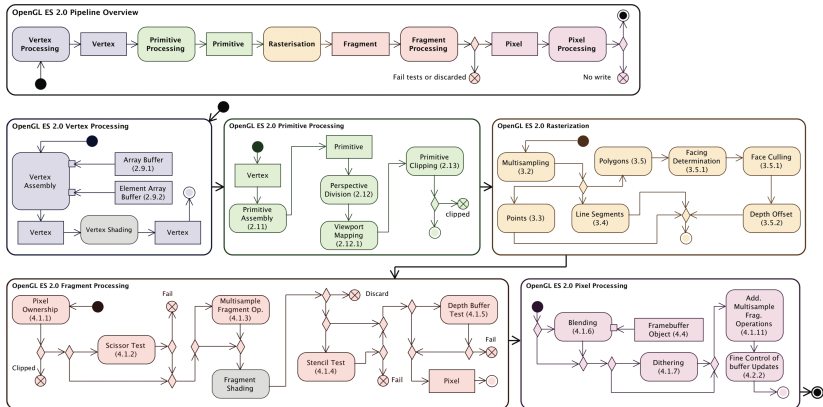 OpenGL ES 2.0 Pipeline Overview
Vertex
Processing
Vertex
Primitive
Processing
Primitive
Rasterisation
Fragment
Fragment
Processing
Pixel
Pixel
Processing
Fail tests or discarded
No write
OpenGL ES 2.0 Vertex Processing
Vertex
Assembly
Array Buffer
(2.9.1)
Element Array
Buffer (2.9.2)
Vertex
Vertex Shading
Vertex
OpenGL ES 2.0 Primitive Processing
Vertex
Primitive
Assembly
(2.11)
Primitive
Perspective
Division (2.12)
Viewport
Mapping
(2.12.1)
Primitive
Clipping (2.13)
clipped
OpenGL ES 2.0 Rasterization
Multisampling
(3.2)
Points (3.3)
Polygons (3.5)
Line Segments
(3.4)
Facing
Determination
(3.5.1)
Face Culling
(3.5.1)
Depth Offset
(3.5.2)
OpenGL ES 2.0 Fragment Processing
Pixel
Ownership
(4.1.1)
Clipped
Scissor Test
(4.1.2)
Fail
Multisample
Fragment Op.
(4.1.3)
Fragment
Shading
Discard
Stencil Test
(4.1.4)
Fail
Depth Buffer
Test (4.1.5)
Fail
Pixel
OpenGL ES 2.0 Pixel Processing
Blending
(4.1.6)
Framebuffer
Object (4.4)
Dithering
(4.1.7)
Add.
Multisample
Frag.
Operations
(4.1.11)
Fine Control of
buffer Updates
(4.2.2)